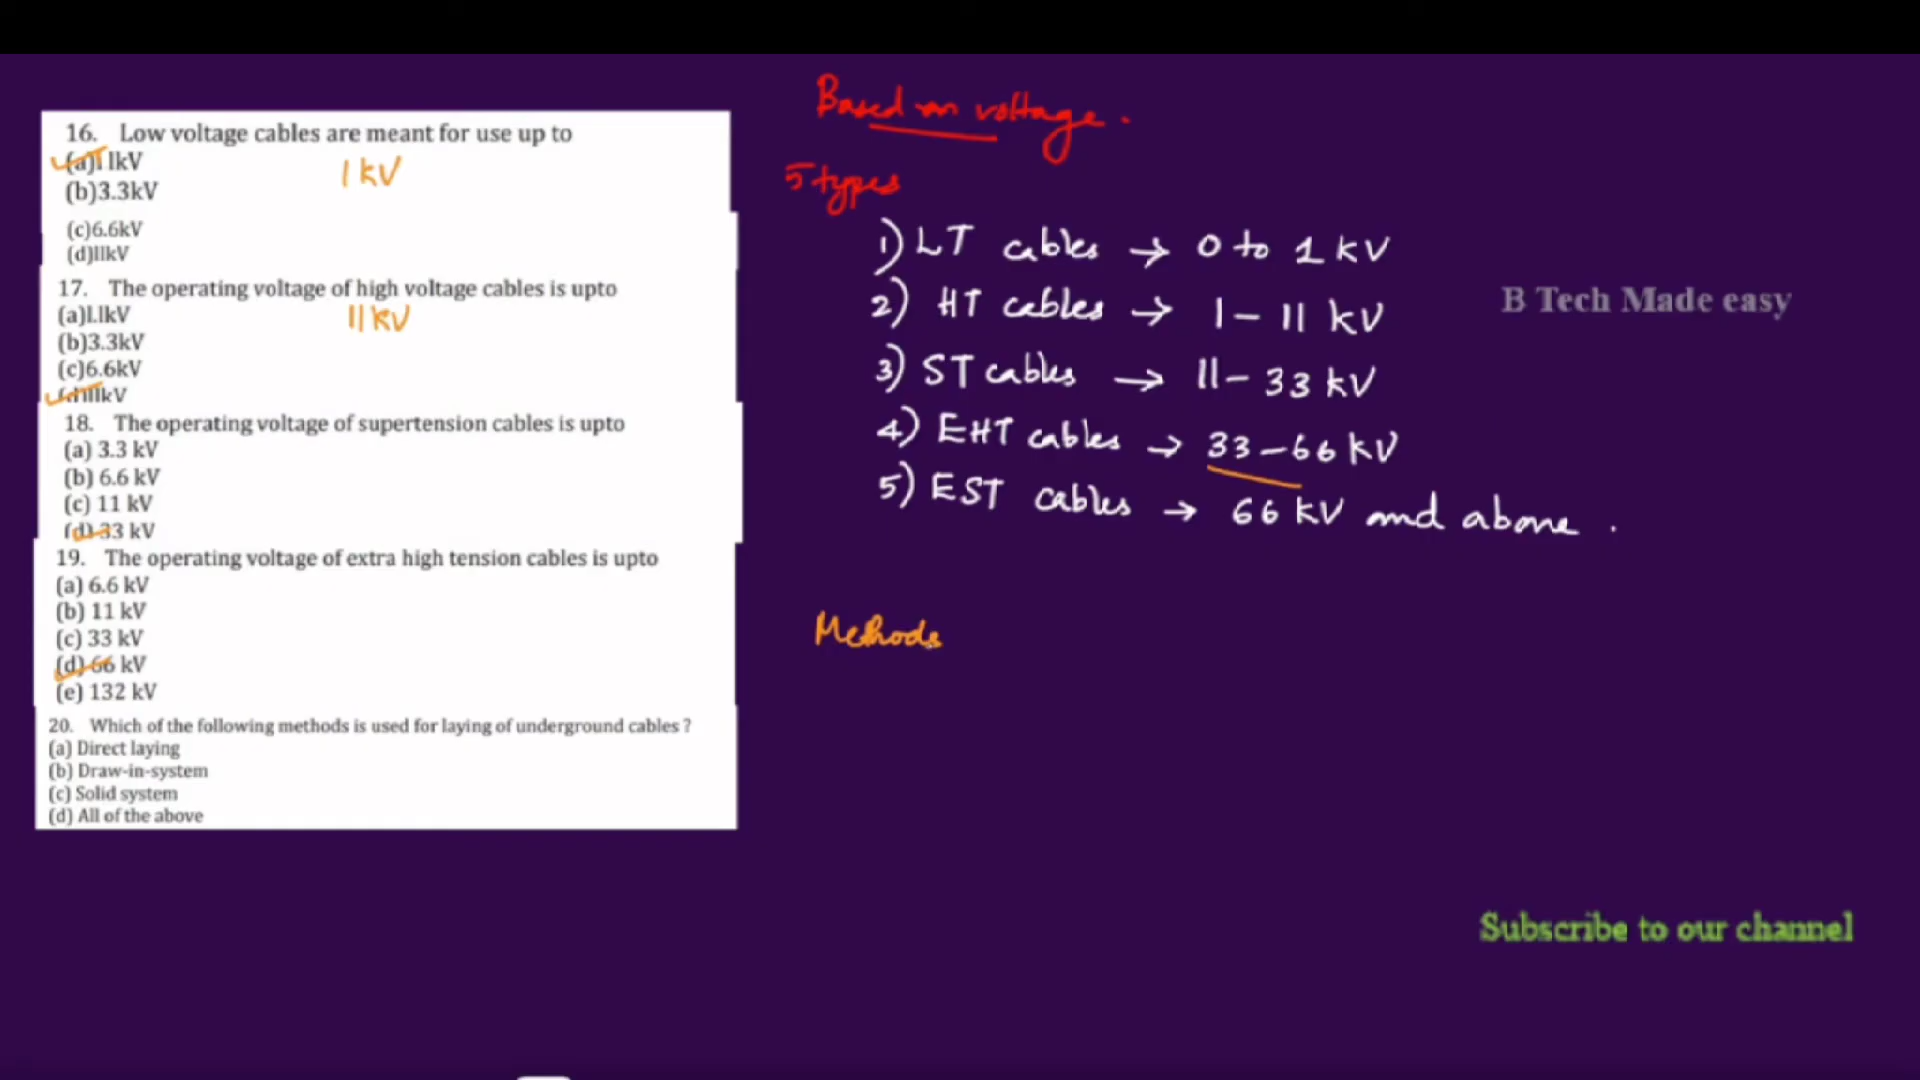 16. Low voltage cables are meant for use up to
(a)l lkV
1 kV
(b)3.3kV
(c)6.6kV
(d)llkV
17. The operating voltage of high voltage cables is upto
(a)l.lkV
11 kV
(b)3.3kV
(c)6.6kV
(d)lllkV
18. The operating voltage of supertension cables is upto
(a) 3.3 kV
(b) 6.6 kV
(c) 11 kV
(d) 33 kV
19. The operating voltage of extra high tension cables is upto
(a) 6.6 kV
(b) 11 kV
(c) 33 kV
(d) 66 kV
(e) 132 kV
20. Which of the following methods is used for laying of underground cables ?
(a) Direct laying
(b) Draw-in-system
(c) Solid system
(d) All of the above
Based on voltage.
5 types
1) LT cables → 0 to 1 kV
2) HT cables → 1 - 11 kV
3) ST cables → 11 - 33 kV
4) EHT cables → 33 - 66 kV
5) EST cables → 66 kV and above .
Methods
B Tech Made easy
Subscribe to our channel